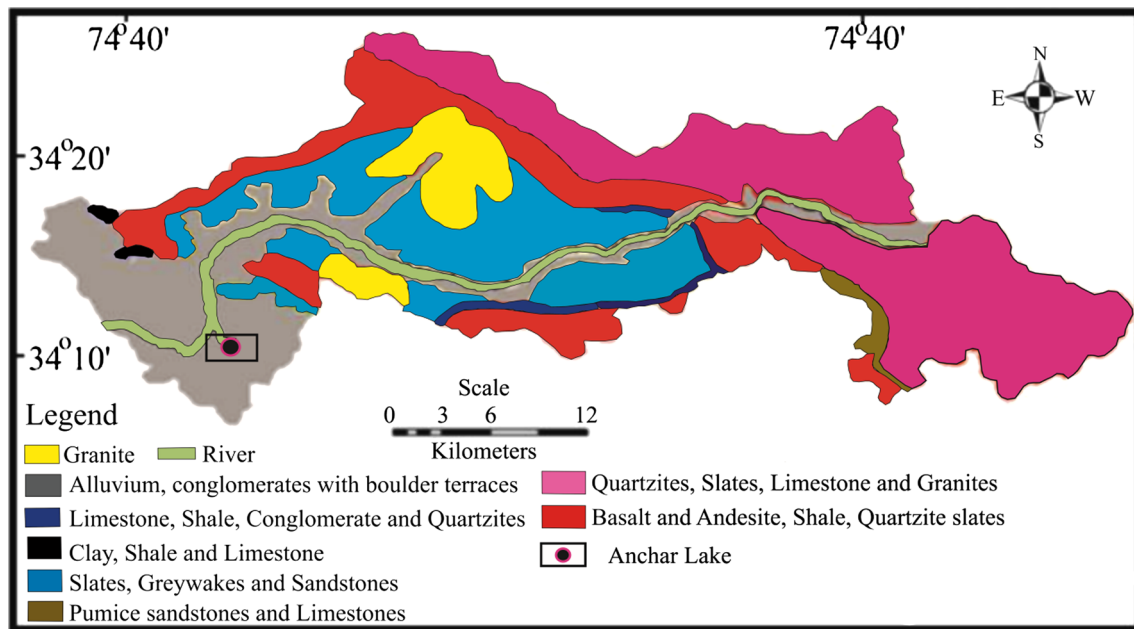 74°40' 74°40'
N
E W
S
34°20'
34°10'
Scale
0 3 6 12
Kilometers
Legend
Granite River
Alluvium, conglomerates with boulder terraces
Quartzites, Slates, Limestone and Granites
Limestone, Shale, Conglomerate and Quartzites
Basalt and Andesite, Shale, Quartzite slates
Clay, Shale and Limestone
Anchar Lake
Slates, Greywakes and Sandstones
Pumice sandstones and Limestones